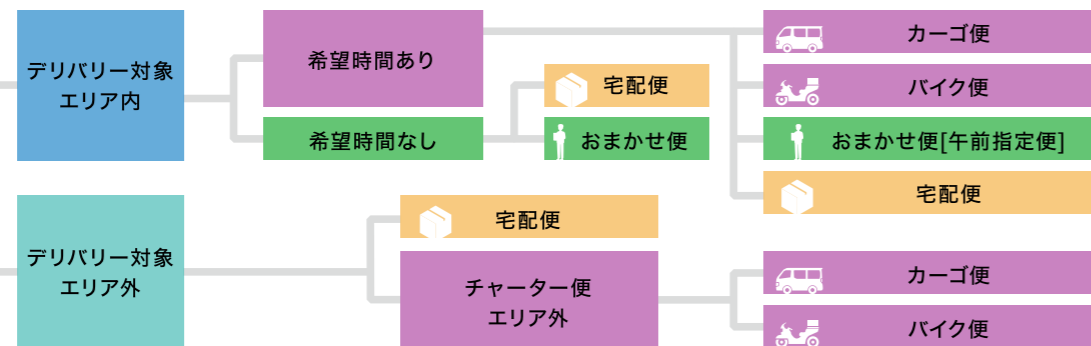 デリバリー対象
エリア内
希望時間あり
希望時間なし
宅配便
おまかせ便
カーゴ便
バイク便
おまかせ便[午前指定便]
宅配便
デリバリー対象
エリア外
宅配便
チャーター便
エリア外
カーゴ便
バイク便